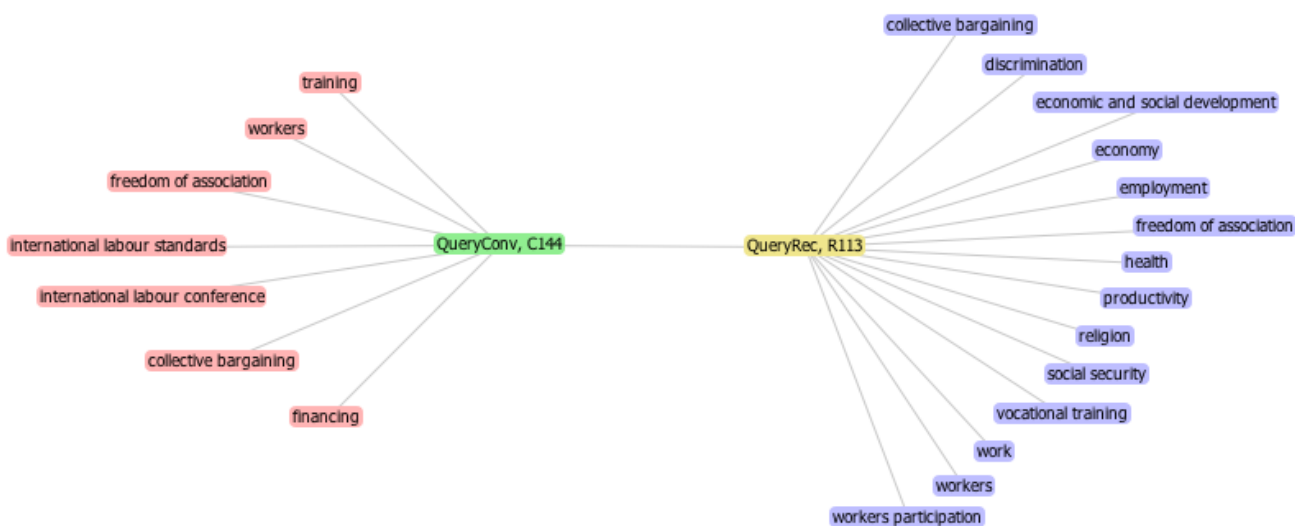 training
workers
freedom of association
international labour standards
international labour conference
collective bargaining
financing
QueryConv, C144
QueryRec, R113
collective bargaining
discrimination
economic and social development
economy
employment
freedom of association
health
productivity
religion
social security
vocational training
work
workers
workers participation